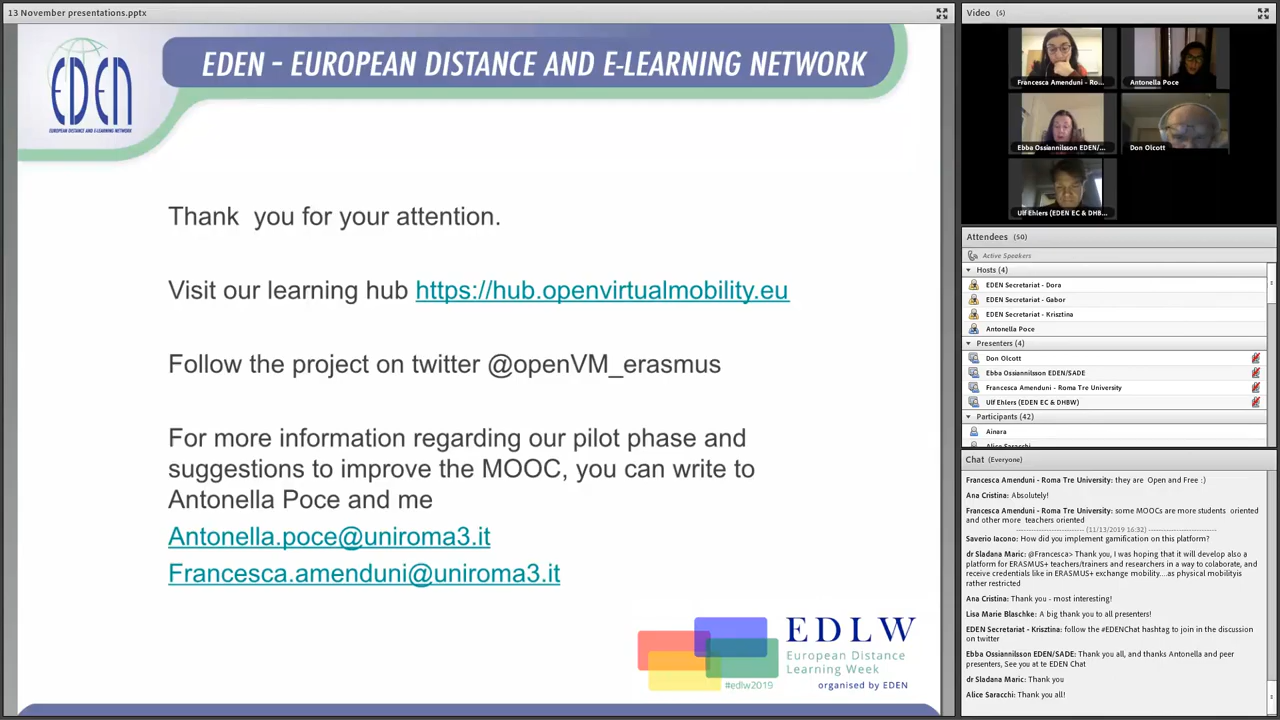 13 November presentations.pptx
EDEN
EUROPEAN DISTANCE AND E-LEARNING NETWORK
EDEN – EUROPEAN DISTANCE AND E-LEARNING NETWORK
Thank you for your attention.
Visit our learning hub https://hub.openvirtualmobility.eu
Follow the project on twitter @openVM_erasmus
For more information regarding our pilot phase and
suggestions to improve the MOOC, you can write to
Antonella Poce and me
Antonella.poce@uniroma3.it
Francesca.amenduni@uniroma3.it
EDLW
European Distance
Learning Week
#edlw2019
organised by EDEN
Video (5)
Francesca Amenduni - Ro...
Antonella Poce
Ebba Ossiannilsson EDEN/...
Don Olcott
Ulf Ehlers (EDEN EC & DHB...
Attendees (50)
Active Speakers
Hosts (4)
EDEN Secretariat - Dora
EDEN Secretariat - Gabor
EDEN Secretariat - Krisztina
Antonella Poce
Presenters (4)
Don Olcott
Ebba Ossiannilsson EDEN/SADE
Francesca Amenduni - Roma Tre University
Ulf Ehlers (EDEN EC & DHBW)
Participants (42)
Ainara
Alice Saracchi
Chat (Everyone)
Francesca Amenduni - Roma Tre University: they are Open and Free :)
Ana Cristina: Absolutely!
Francesca Amenduni - Roma Tre University: some MOOCs are more students oriented
and other more teachers oriented
(11/13/2019 16:32)
Saverio Iacono: How did you implement gamification on this platform?
dr Sladana Maric: @Francesca> Thank you, I was hoping that it will develop also a
platform for ERASMUS+ teachers/trainers and researchers in a way to colaborate, and
receive credentials like in ERASMUS+ exchange mobility....as physical mobilityis
rather restricted
Ana Cristina: Thank you - most interesting!
Lisa Marie Blaschke: A big thank you to all presenters!
EDEN Secretariat - Krisztina: follow the #EDENChat hashtag to join in the discussion
on twitter
Ebba Ossiannilsson EDEN/SADE: Thank you all, and thanks Antonella and peer
presenters, See you at te EDEN Chat
dr Sladana Maric: Thank you
Alice Saracchi: Thank you all!